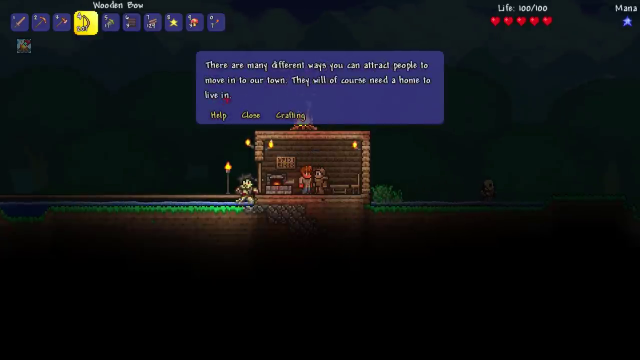 Wooden Bow
Life: 100/100
Mana
There are many different ways you can attract people to
move in to our town. They will of course need a home to
live in.
Help Close Crafting